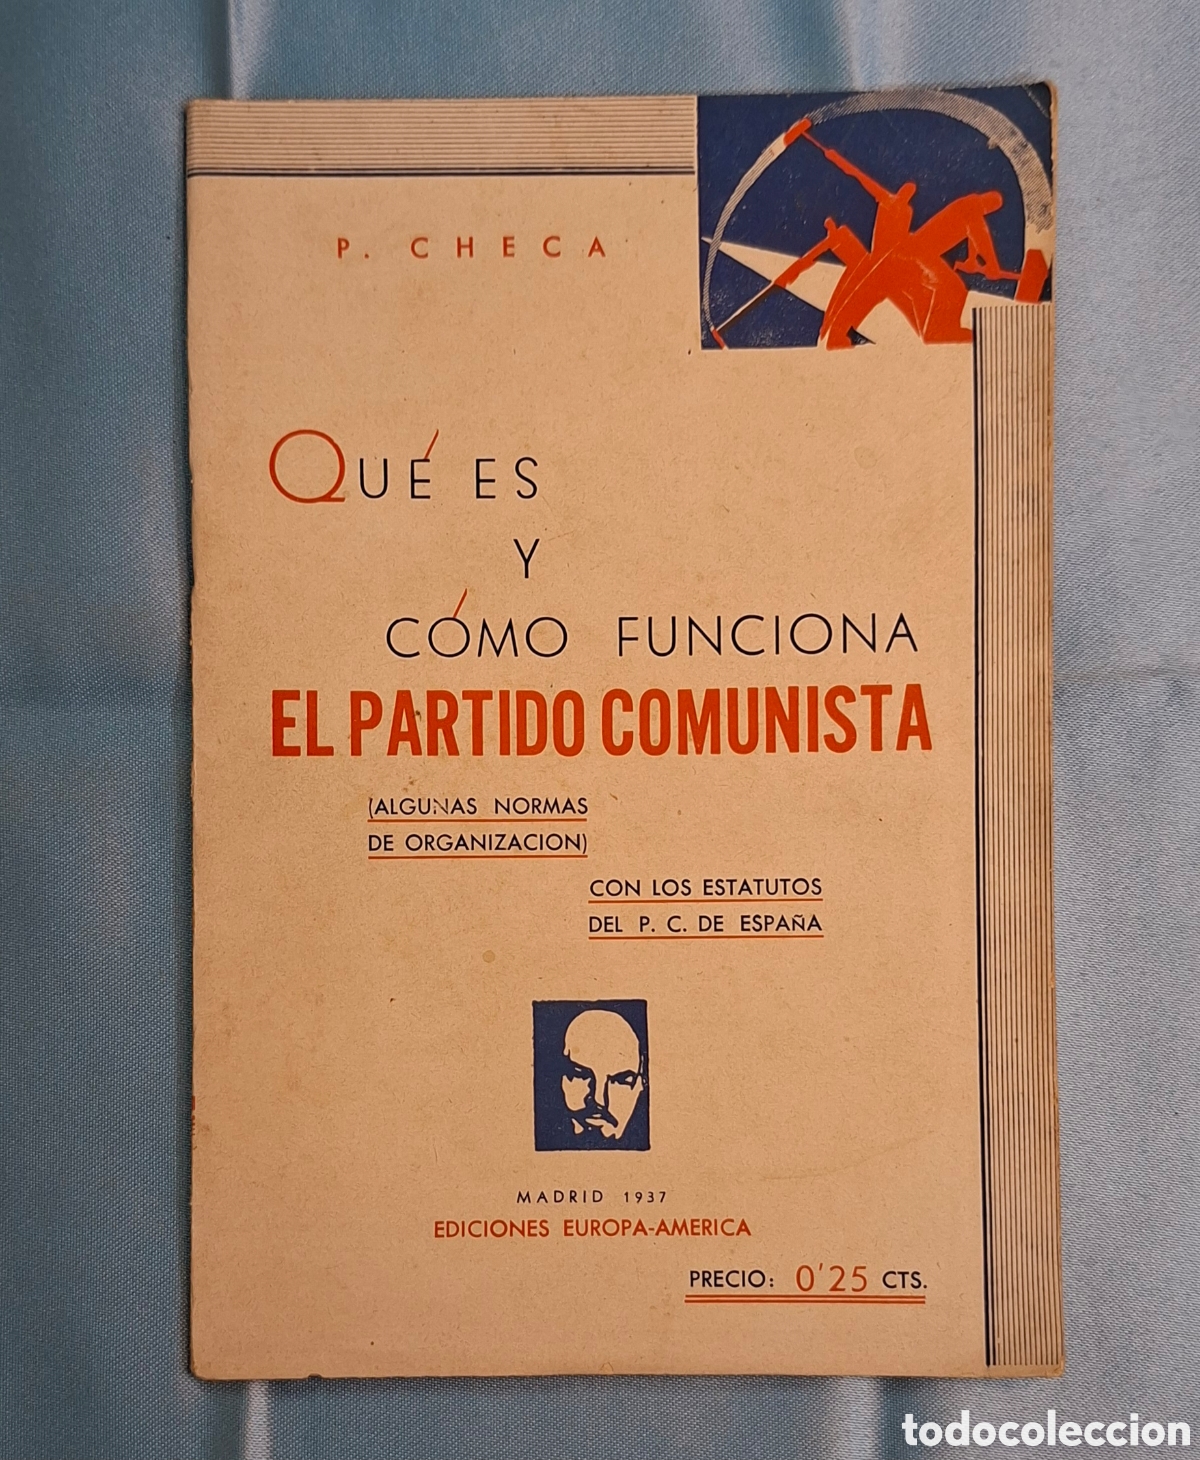 P. CHECA
QUÉ ES
Y
CÓMO FUNCIONA
EL PARTIDO COMUNISTA
(ALGUNAS NORMAS
DE ORGANIZACION)
CON LOS ESTATUTOS
DEL P. C. DE ESPAÑA
MADRID 1937
EDICIONES EUROPA-AMERICA
PRECIO: 0'25 CTS.
todocoleccion